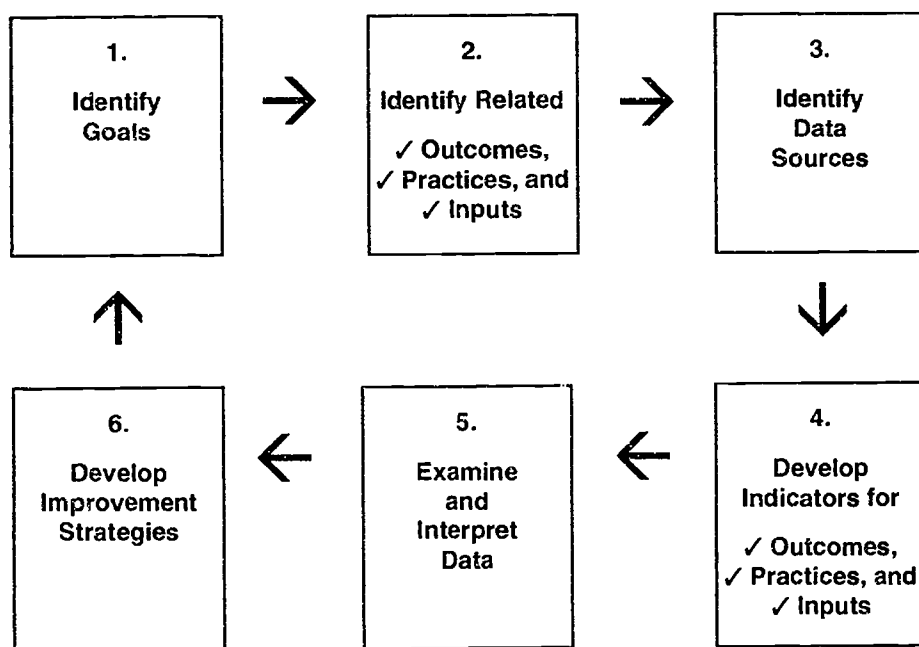 1.
Identify
Goals
2.
Identify Related
✓ Outcomes,
✓ Practices, and
✓ Inputs
3.
Identify
Data
Sources
4.
Develop
Indicators for
✓ Outcomes,
✓ Practices, and
✓ Inputs
5.
Examine
and
Interpret
Data
6.
Develop
Improvement
Strategies